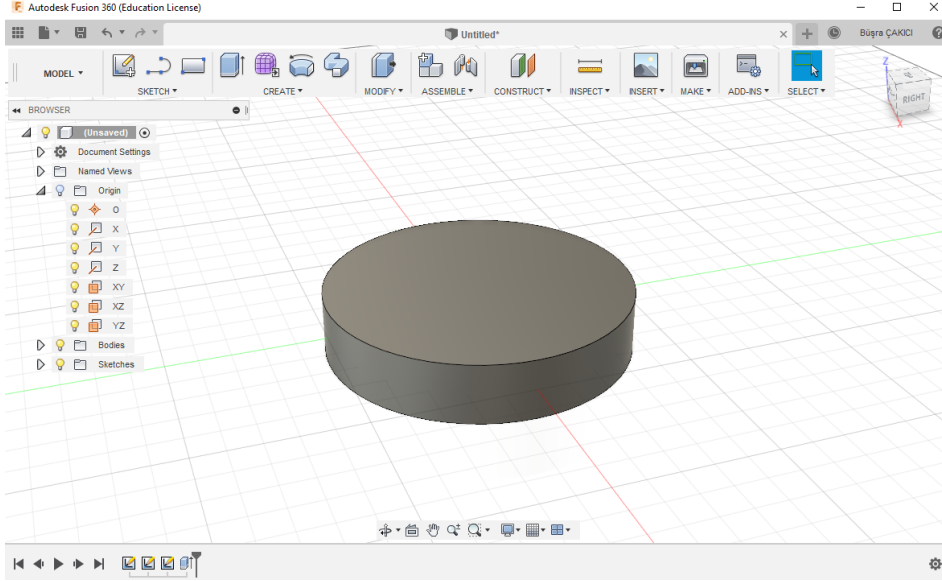 F Autodesk Fusion 360 (Education License)
Untitled*
Büşra ÇAKICI
MODEL
SKETCH
CREATE
MODIFY
ASSEMBLE
CONSTRUCT
INSPECT
INSERT
MAKE
ADD-INS
SELECT
Z
RIGHT
X
BROWSER
(Unsaved)
Document Settings
Named Views
Origin
O
X
Y
Z
XY
XZ
YZ
Bodies
Sketches